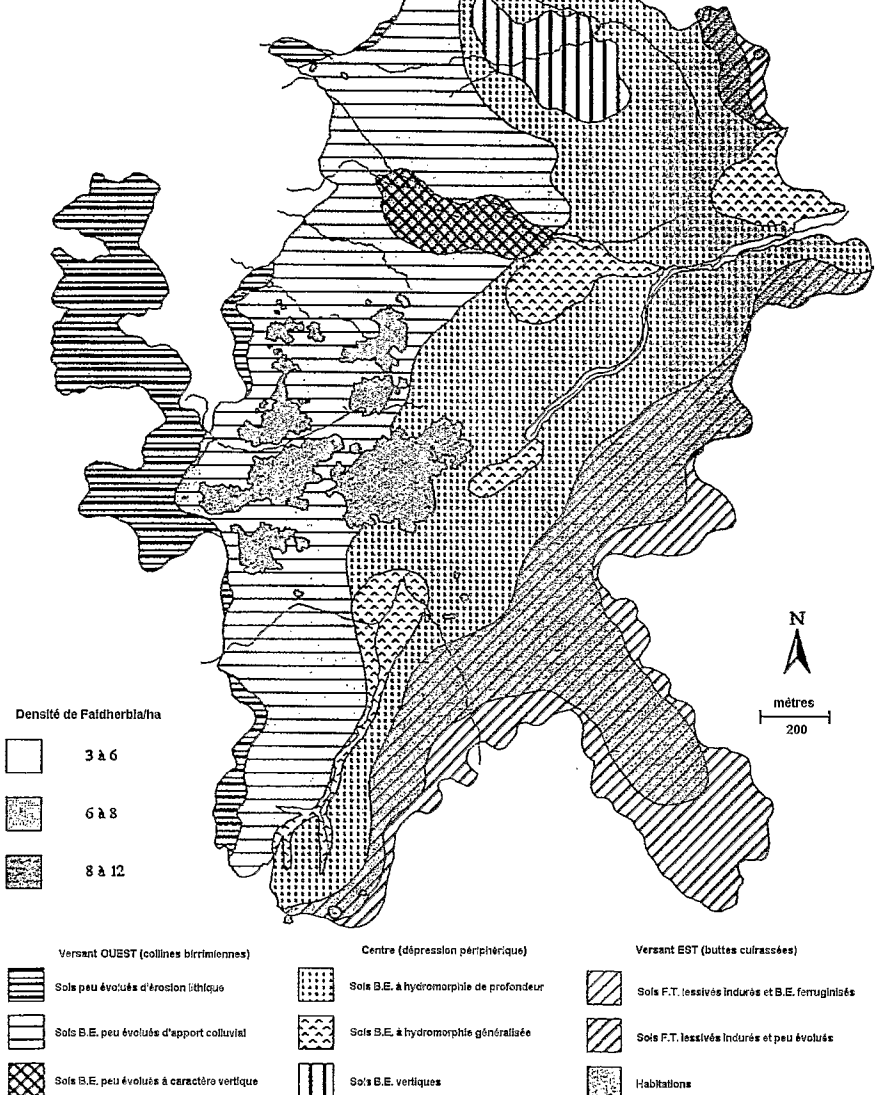 N
mètres
200
Densité de Faidherbia/ha
3 à 6
6 à 8
8 à 12
Versant OUEST (collines birrimiennes)
Sols peu évolués d'érosion lithique
Sols B.E. peu évolués d'apport colluvial
Sols B.E. peu évolués à caractère vertique
Centre (dépression périphérique)
Sols B.E. à hydromorphie de profondeur
Sols B.E. à hydromorphie généralisée
Sols B.E. vertiques
Versant EST (buttes cuirassées)
Sols F.T. lessivés indurés et B.E. ferruginisés
Sols F.T. lessivés indurés et peu évolués
Habitations